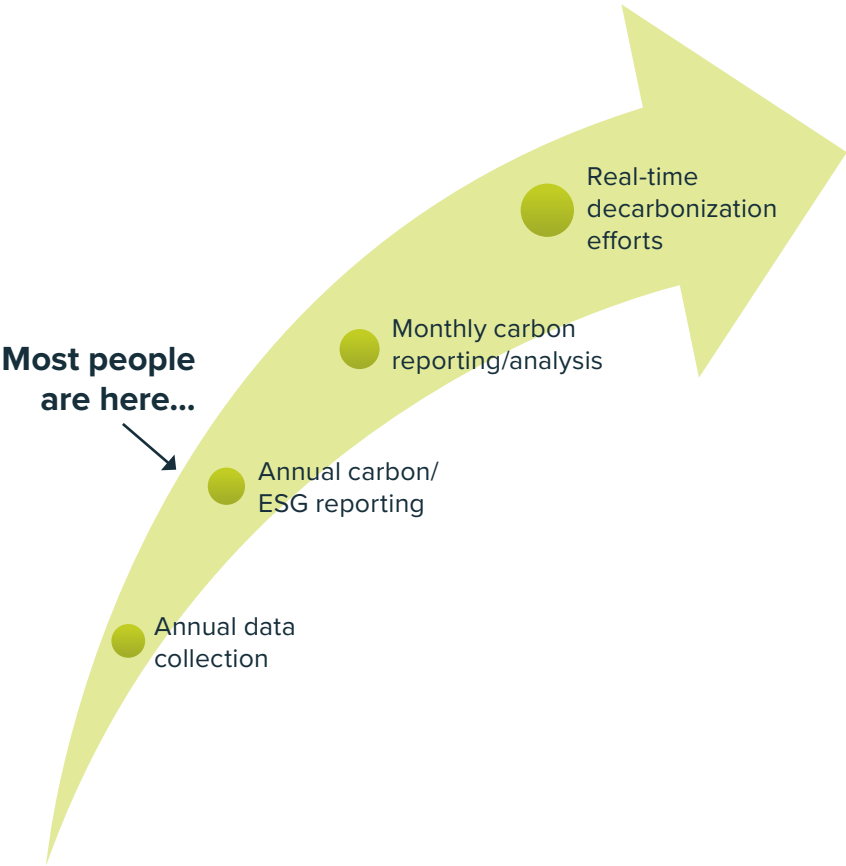 Real-time
decarbonization
efforts
Monthly carbon
reporting/analysis
Most people
are here...
Annual carbon/
ESG reporting
Annual data
collection